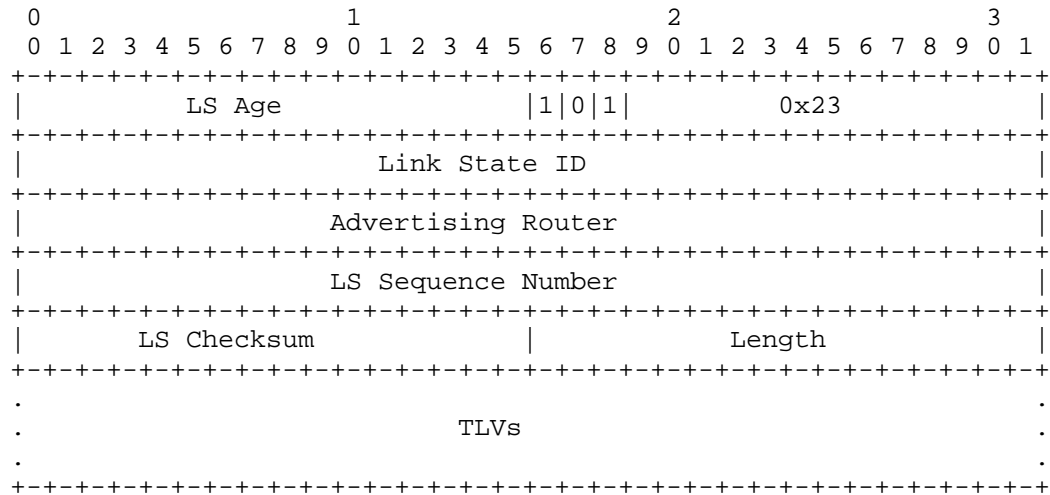 0                   1                   2                   3
 0 1 2 3 4 5 6 7 8 9 0 1 2 3 4 5 6 7 8 9 0 1 2 3 4 5 6 7 8 9 0 1
+-+-+-+-+-+-+-+-+-+-+-+-+-+-+-+-+-+-+-+-+-+-+-+-+-+-+-+-+-+-+-+-+
|          LS Age               |1|0|1|         0x23            |
+-+-+-+-+-+-+-+-+-+-+-+-+-+-+-+-+-+-+-+-+-+-+-+-+-+-+-+-+-+-+-+-+
|                      Link State ID                            |
+-+-+-+-+-+-+-+-+-+-+-+-+-+-+-+-+-+-+-+-+-+-+-+-+-+-+-+-+-+-+-+-+
|                   Advertising Router                          |
+-+-+-+-+-+-+-+-+-+-+-+-+-+-+-+-+-+-+-+-+-+-+-+-+-+-+-+-+-+-+-+-+
|                   LS Sequence Number                          |
+-+-+-+-+-+-+-+-+-+-+-+-+-+-+-+-+-+-+-+-+-+-+-+-+-+-+-+-+-+-+-+-+
|       LS Checksum             |            Length             |
+-+-+-+-+-+-+-+-+-+-+-+-+-+-+-+-+-+-+-+-+-+-+-+-+-+-+-+-+-+-+-+-+
.                                                               .
.                           TLVs                                .
.                                                               .
+-+-+-+-+-+-+-+-+-+-+-+-+-+-+-+-+-+-+-+-+-+-+-+-+-+-+-+-+-+-+-+-+